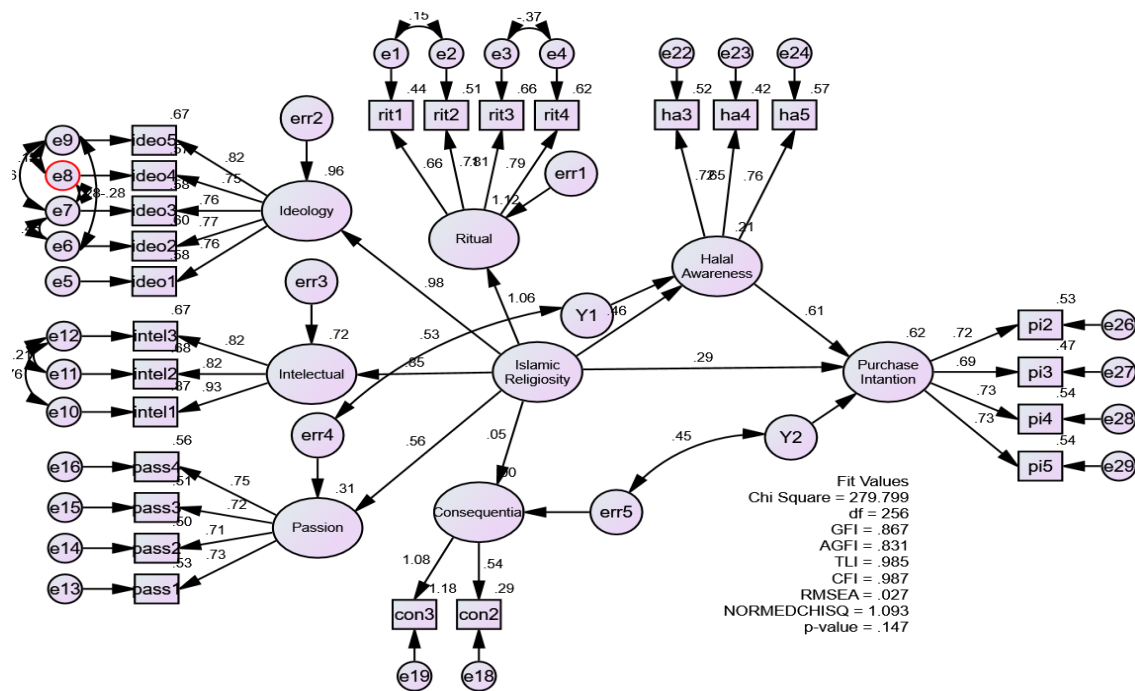 .15
-.37
e1
e2
e3
e4
e22
e23
e24
.44
.51
.66
.62
.52
.42
.57
rit1
rit2
rit3
rit4
ha3
ha4
ha5
.67
err2
e9
ideo5
.82
.96
.66
.81
.79
err1
.65
.76
e8
ideo4
.75
.58
e7
-.28
ideo3
.76
Ideology
1.12
Ritual
.21
Halal
Awareness
.60
.77
e6
ideo2
.58
.76
e5
ideo1
err3
.98
1.06
Y1
.46
.61
.53
.67
e12
intel3
.82
.72
.53
e26
.62
.72
pi2
e11
.68
intel2
.82
Intelectual
.85
Islamic
Religiosity
.29
Purchase
Intantion
.47
.69
pi3
e27
.87
e10
intel1
.93
.54
.73
pi4
e28
err4
.56
.05
.45
Y2
.73
.54
pi5
e29
.56
e16
pass4
.75
.31
.51
e15
pass3
.72
Passion
Consequentia
err5
.50
e14
pass2
.71
.53
e13
pass1
.73
1.08
.54
1.18
.29
con3
con2
e19
e18
Fit Values
Chi Square = 279.799
df = 256
GFI = .867
AGFI = .831
TLI = .985
CFI = .987
RMSEA = .027
NORMEDCHISQ = 1.093
p-value = .147